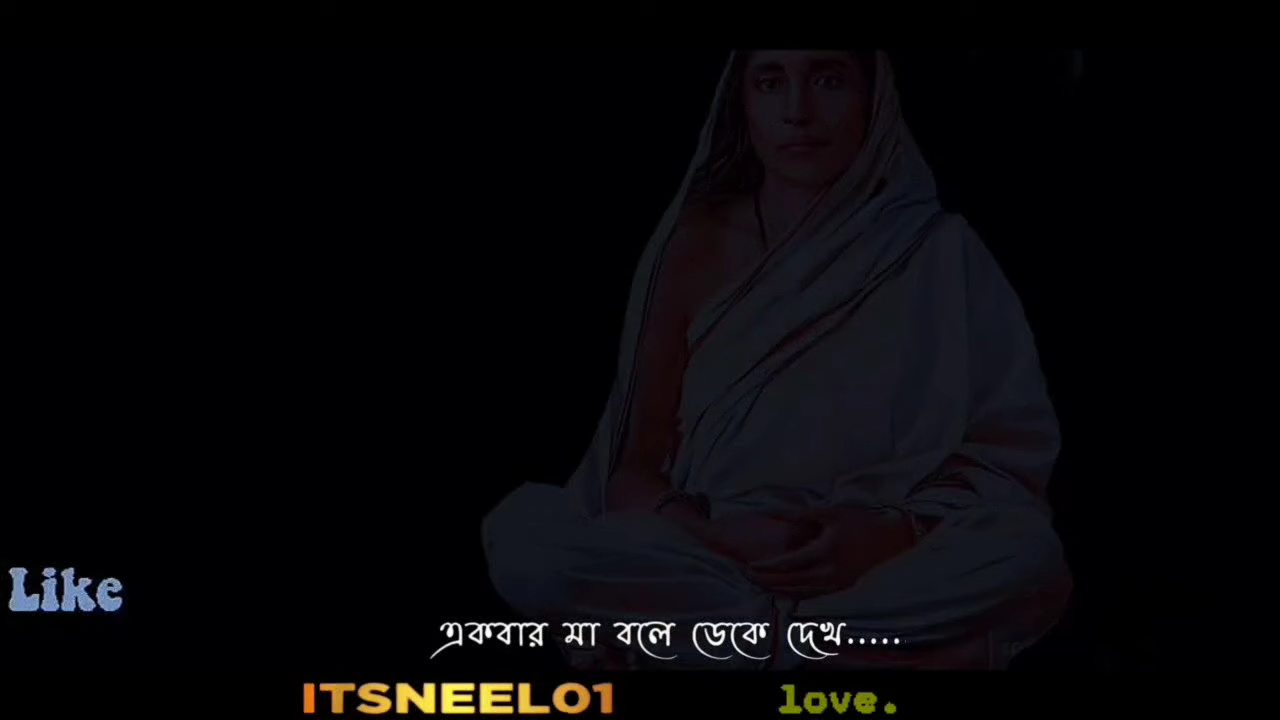 Like
একবার মা বলে ডেকে দেখ.....
ITSNEEL01
love.